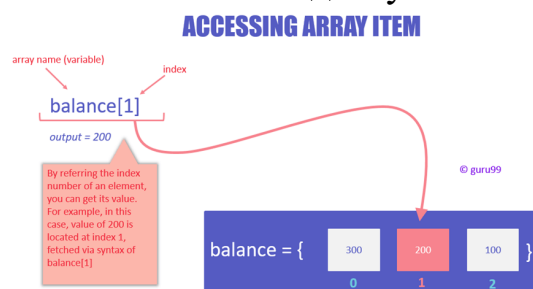 ACCESSING ARRAY ITEM
array name (variable)
index
balance[1]
output = 200
By referring the index
number of an element,
you can get its value.
For example, in this
case, value of 200 is
located at index 1,
fetched via syntax of
balance[1]
© guru99
balance = { 300 200 100 }
0 1 2